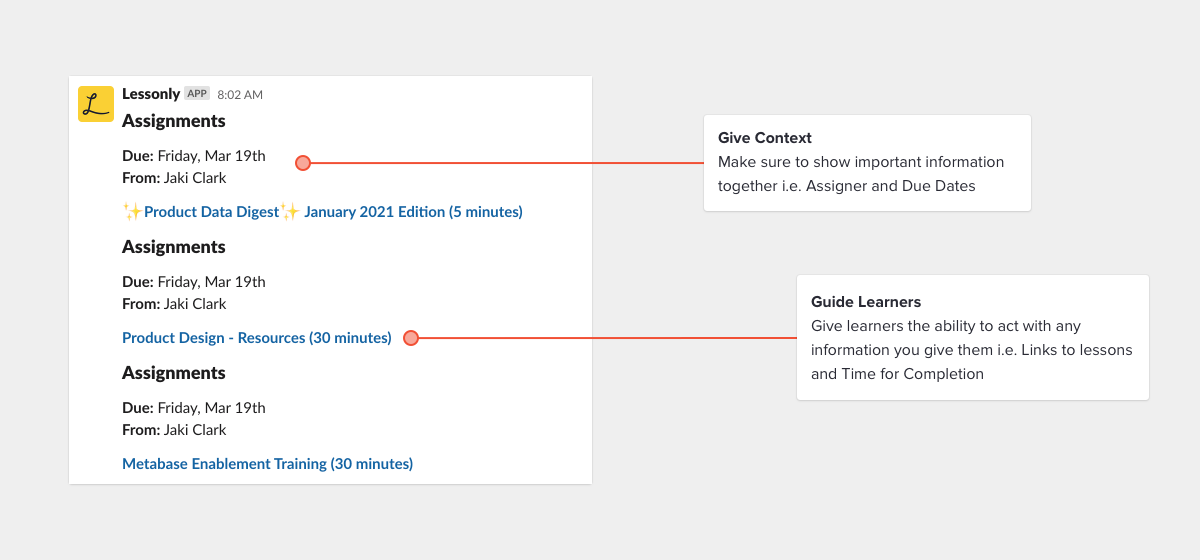 Lessonly APP 8:02 AM
Assignments
Due: Friday, Mar 19th
From: Jaki Clark
✨Product Data Digest✨ January 2021 Edition (5 minutes)
Assignments
Due: Friday, Mar 19th
From: Jaki Clark
Product Design - Resources (30 minutes)
Assignments
Due: Friday, Mar 19th
From: Jaki Clark
Metabase Enablement Training (30 minutes)
Give Context
Make sure to show important information
together i.e. Assigner and Due Dates
Guide Learners
Give learners the ability to act with any
information you give them i.e. Links to lessons
and Time for Completion